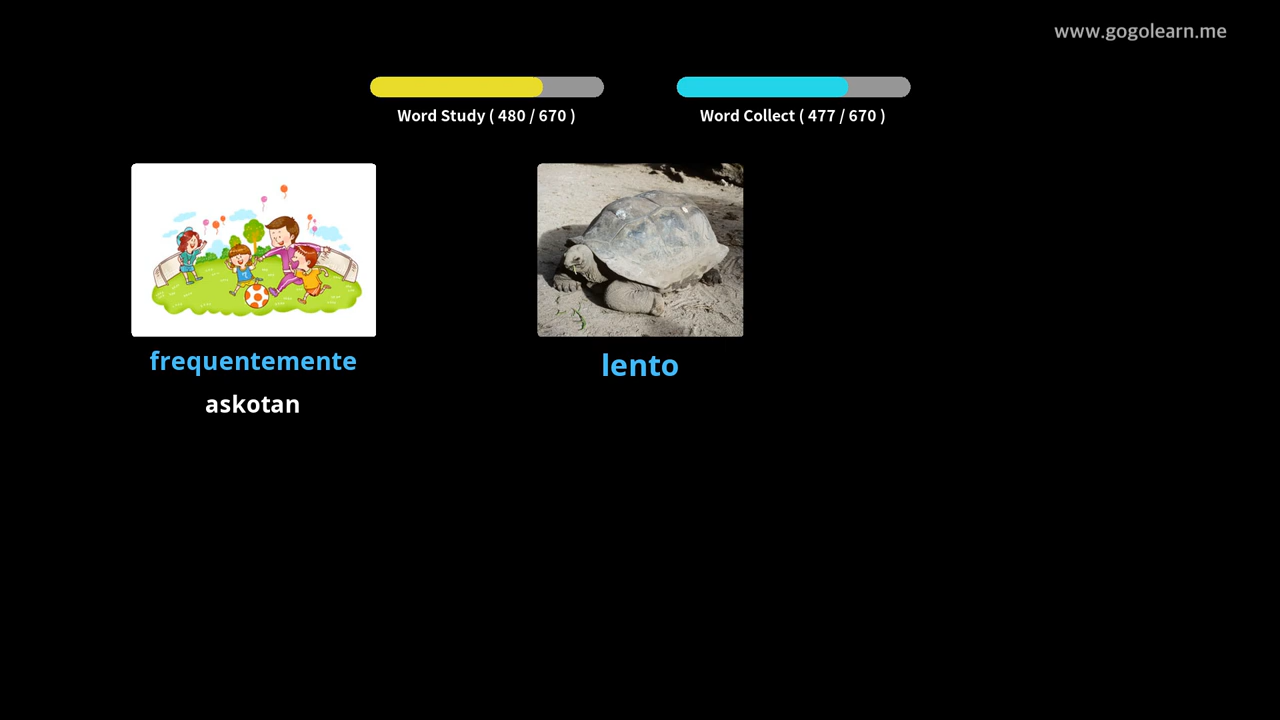 www.gogolearn.me
Word Study ( 480 / 670 )
Word Collect ( 477 / 670 )
frequentemente
askotan
lento